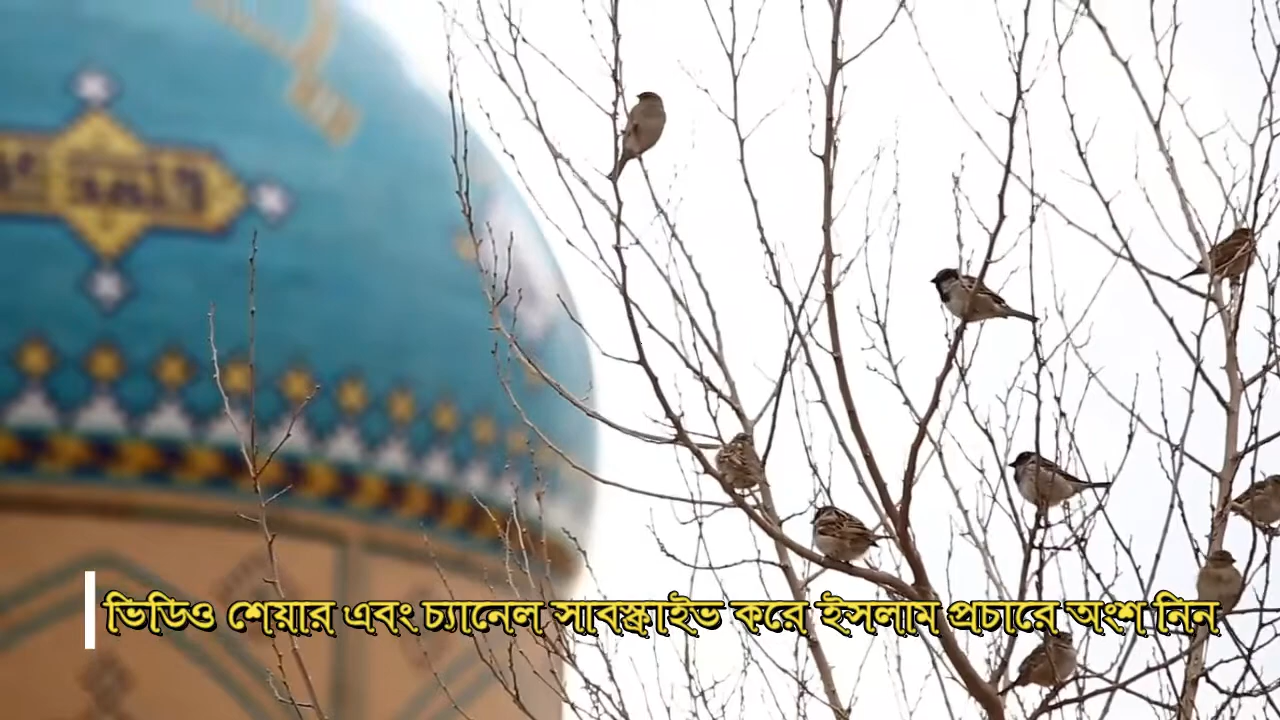 ভিডিও শেয়ার এবং চ্যানেল সাবস্ক্রাইভ করে ইসলাম প্রচারে অংশ নিন